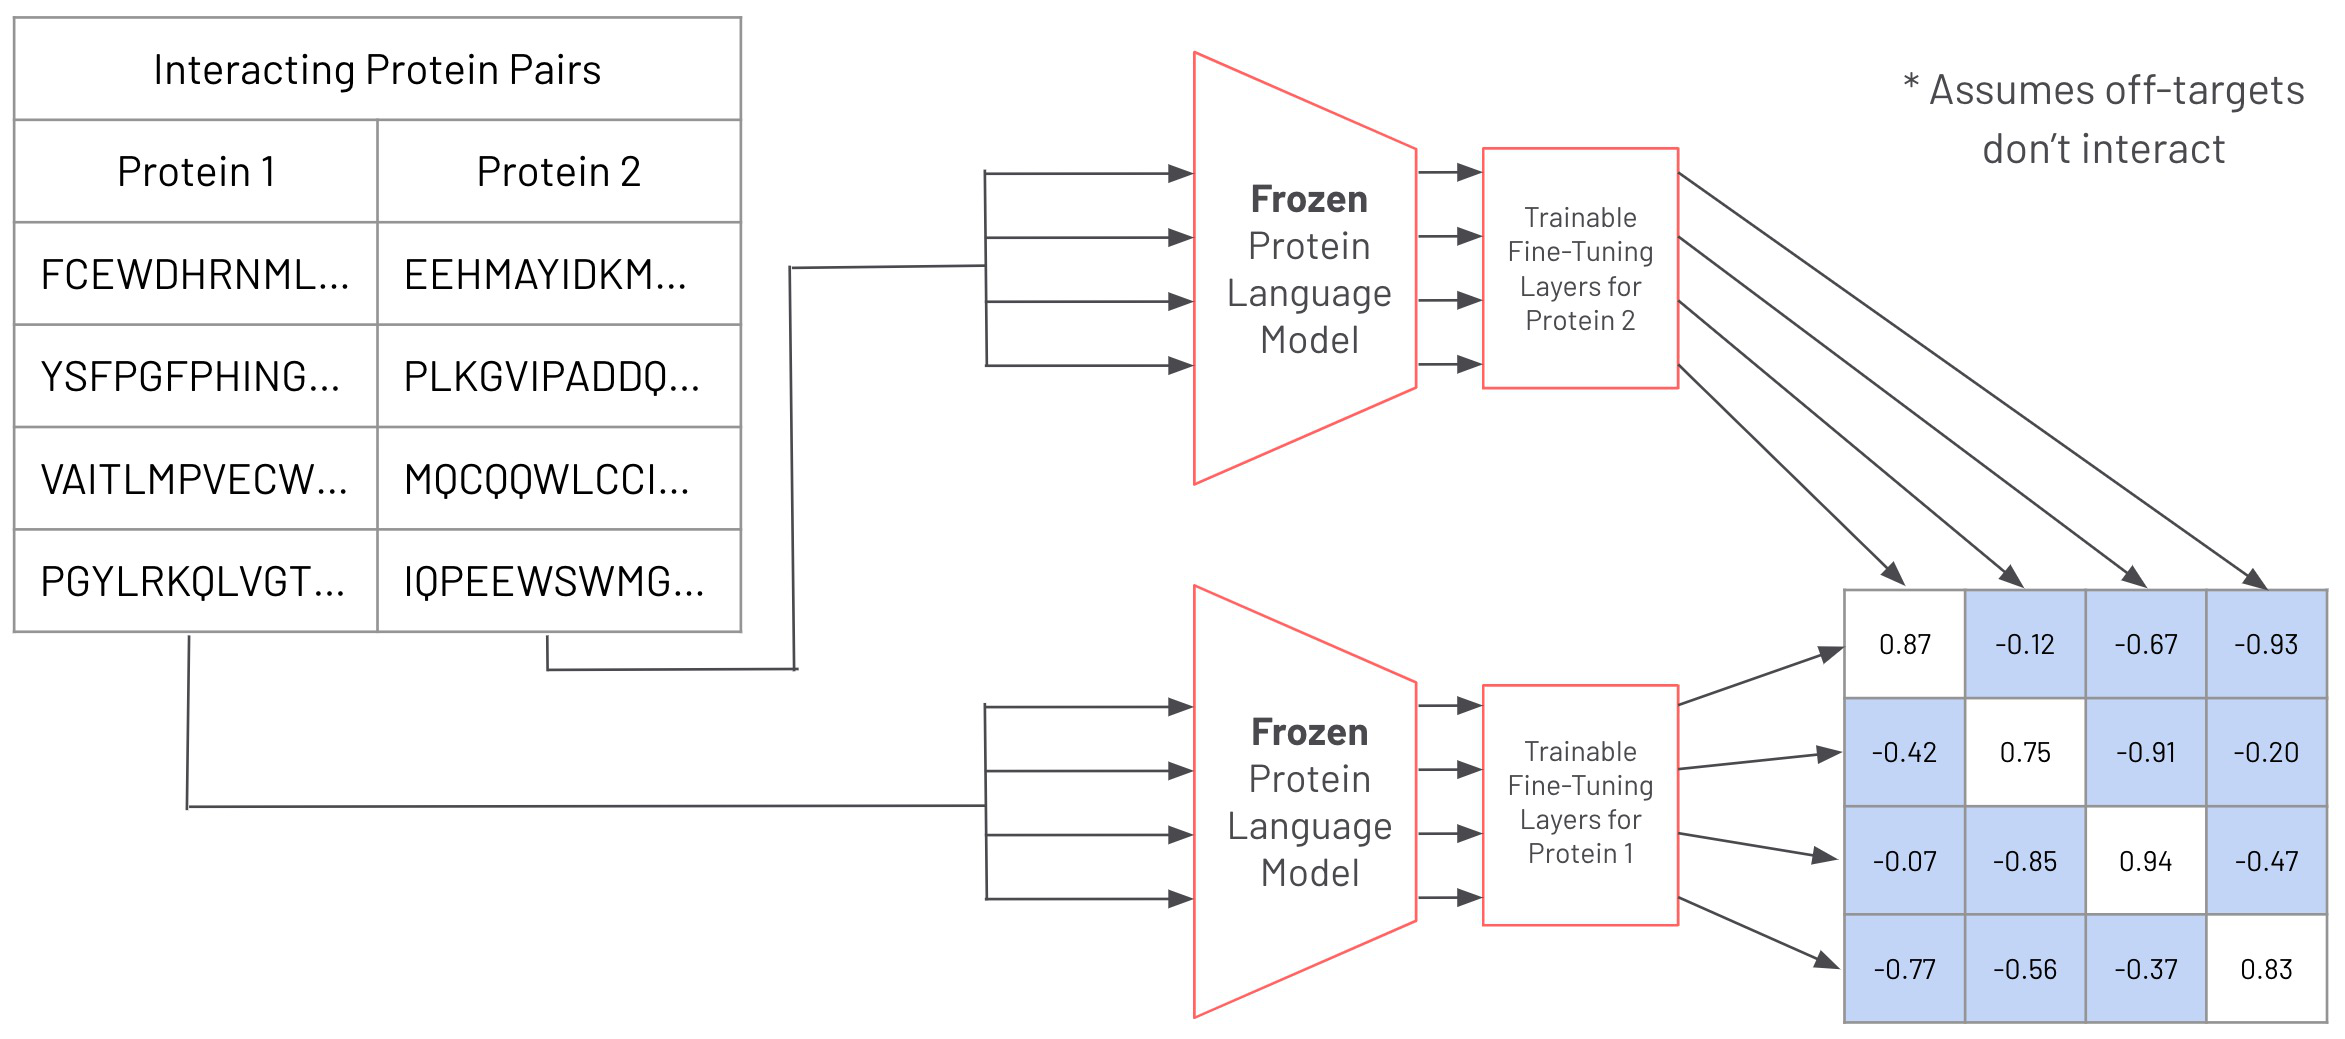 Interacting Protein Pairs
Protein 1
Protein 2
FCEWDHRNML...
EEHMAYIDKM...
YSFPGFPHING...
PLKGVIPADDQ...
VAITLMPVECW...
MQCQQWLCCI...
PGYLRKQLVGT...
IQPEEWSWMG...
Frozen
Protein
Language
Model
Trainable
Fine-Tuning
Layers for
Protein 2
* Assumes off-targets
don't interact
Frozen
Protein
Language
Model
Trainable
Fine-Tuning
Layers for
Protein 1
0.87 -0.12 -0.67 -0.93
-0.42 0.75 -0.91 -0.20
-0.07 -0.85 0.94 -0.47
-0.77 -0.56 -0.37 0.83